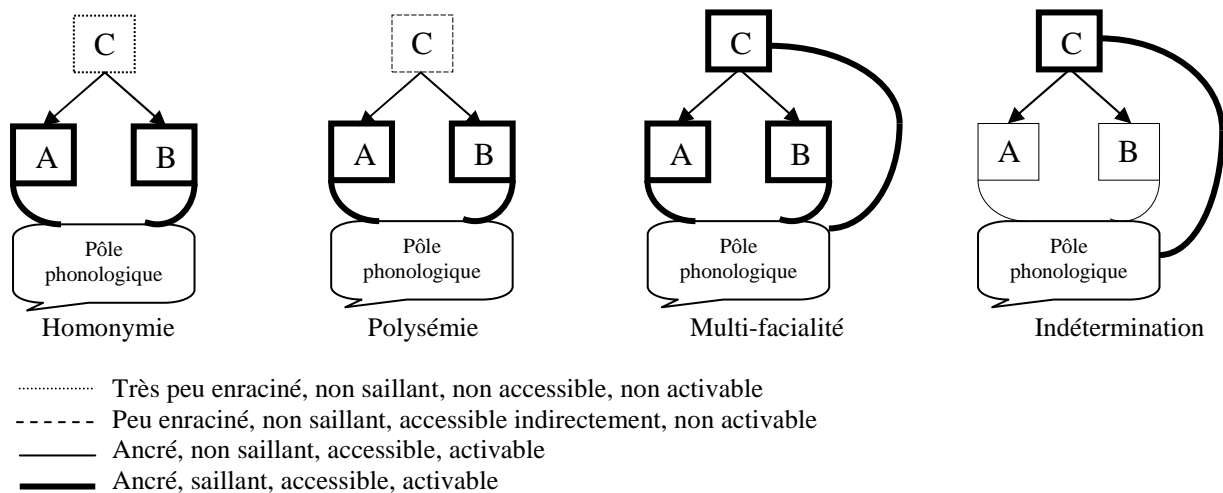 C C C C
A B A B A B A B
Pôle Pôle Pôle Pôle
phonologique phonologique phonologique phonologique
Homonymie Polysémie Multi-facialité Indétermination
Très peu enraciné, non saillant, non accessible, non activable
Peu enraciné, non saillant, accessible indirectement, non activable
Ancré, non saillant, accessible, activable
Ancré, saillant, accessible, activable